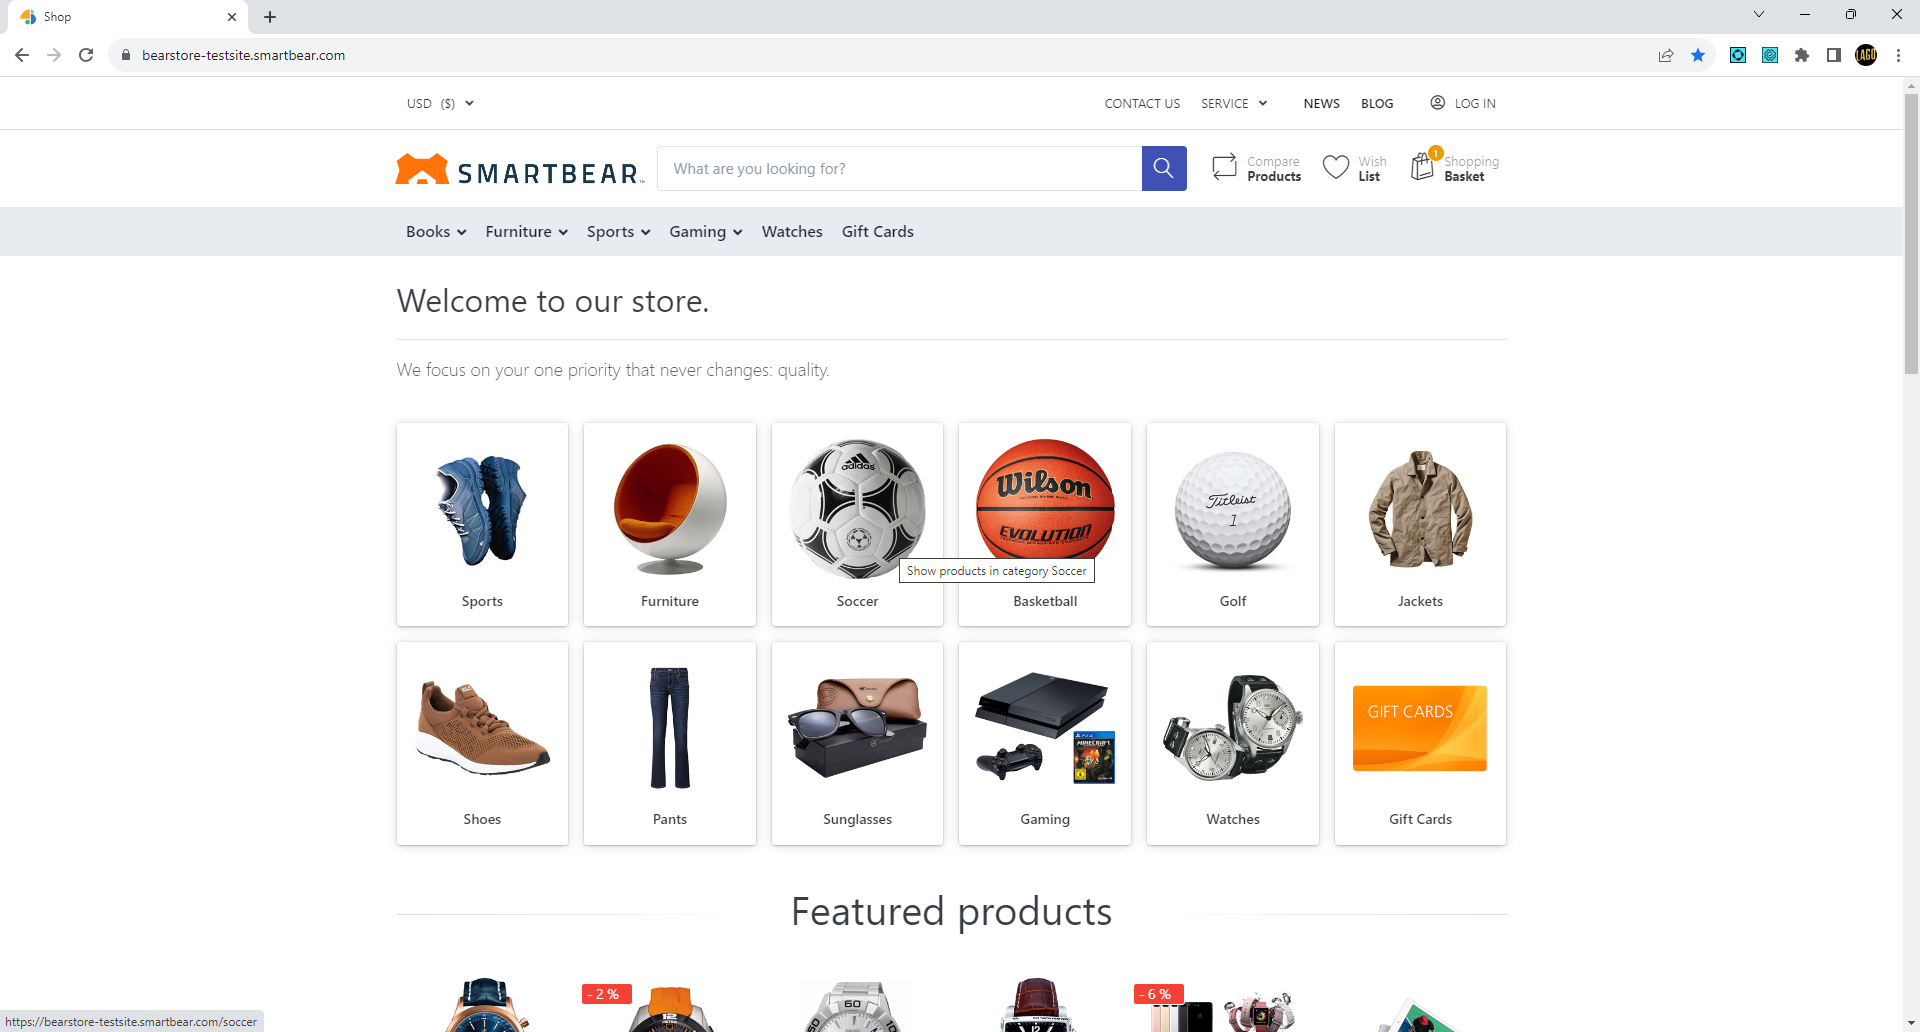 Shop
bearstore-testsite.smartbear.com
LAGO
USD ($)
CONTACT US SERVICE NEWS BLOG LOG IN
SMARTBEAR
What are you looking for?
Compare Products
Wish List
1
Shopping Basket
Books Furniture Sports Gaming Watches Gift Cards
Welcome to our store.
We focus on your one priority that never changes: quality.
adidas
Wilson
EVOLUTION
Titleist
1
Show products in category Soccer
Sports Furniture Soccer Basketball Golf Jackets
MINECRAFT
GIFT CARDS
Shoes Pants Sunglasses Gaming Watches Gift Cards
Featured products
- 2 %
- 6 %
12
60
50
https://bearstore-testsite.smartbear.com/soccer